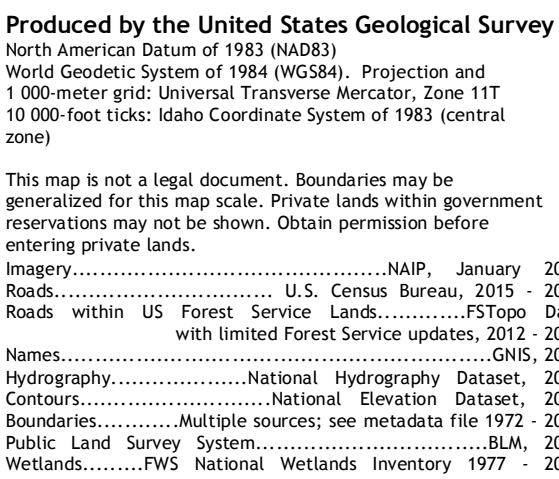 Produced by the United States Geological Survey
North American Datum of 1983 (NAD83)
World Geodetic System of 1984 (WGS84). Projection and
1 000-meter grid: Universal Transverse Mercator, Zone 11T
10 000-foot ticks: Idaho Coordinate System of 1983 (central
zone)
This map is not a legal document. Boundaries may be
generalized for this map scale. Private lands within government
reservations may not be shown. Obtain permission before
entering private lands.
Imagery..........................................NAIP, January
Roads................................ U.S. Census Bureau, 2015 -
Roads within US Forest Service Lands.............FSTopo
with limited Forest Service updates, 2012 -
Names....................................................GNIS,
Hydrography....................National Hydrography Dataset,
Contours............................National Elevation Dataset,
Boundaries............Multiple sources; see metadata file 1972 -
Public Land Survey System..................................BLM,
Wetlands.........FWS National Wetlands Inventory 1977 -